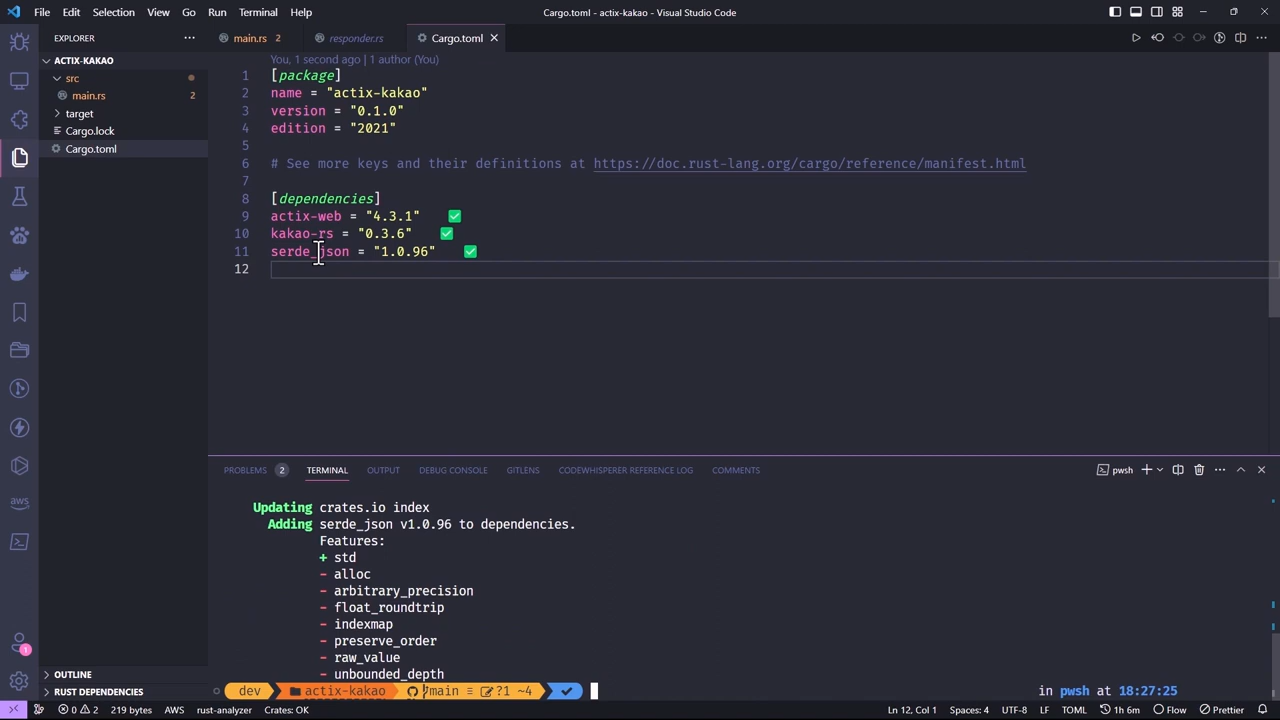 File Edit Selection View Go Run Terminal Help
Cargo.toml - actix-kakao - Visual Studio Code
EXPLORER
main.rs 2
responder.rs
Cargo.toml
ACTIX-KAKAO
src
main.rs 2
target
Cargo.lock
Cargo.toml
You, 1 second ago | 1 author (You)
1 [package]
2 name = "actix-kakao"
3 version = "0.1.0"
4 edition = "2021"
5
6 # See more keys and their definitions at https://doc.rust-lang.org/cargo/reference/manifest.html
7
8 [dependencies]
9 actix-web = "4.3.1" ✅
10 kakao-rs = "0.3.6" ✅
11 serde_json = "1.0.96" ✅
12
PROBLEMS 2 TERMINAL OUTPUT DEBUG CONSOLE GITLENS CODEWHISPERER REFERENCE LOG COMMENTS
pwsh
Updating crates.io index
Adding serde_json v1.0.96 to dependencies.
Features:
+ std
- alloc
- arbitrary_precision
- float_roundtrip
- indexmap
- preserve_order
- raw_value
- unbounded_depth
dev actix-kakao main ≡ ?1 ~4 ✓
in pwsh at 18:27:25
aws
1
OUTLINE
RUST DEPENDENCIES
0 2 219 bytes AWS rust-analyzer Crates: OK
Ln 12, Col 1 Spaces: 4 UTF-8 LF TOML 1h 6m Flow Prettier